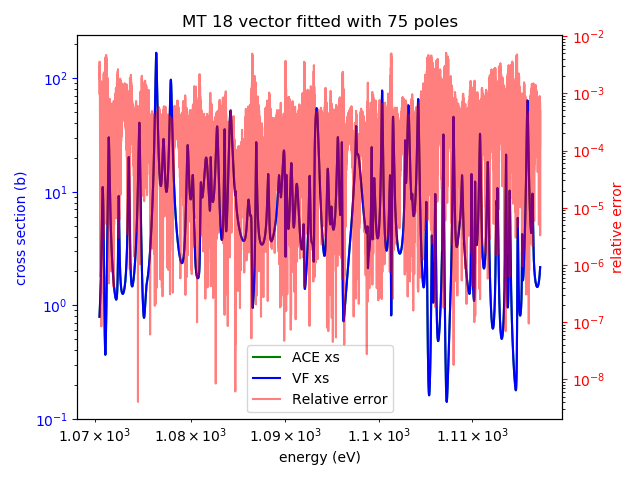 MT 18 vector fitted with 75 poles
10²
10¹
10⁰
10⁻¹
cross section (b)
10⁻²
10⁻³
10⁻⁴
10⁻⁵
10⁻⁶
10⁻⁷
10⁻⁸
relative error
ACE xs
VF xs
Relative error
1.07×10³ 1.08×10³ 1.09×10³ 1.1×10³ 1.11×10³
energy (eV)